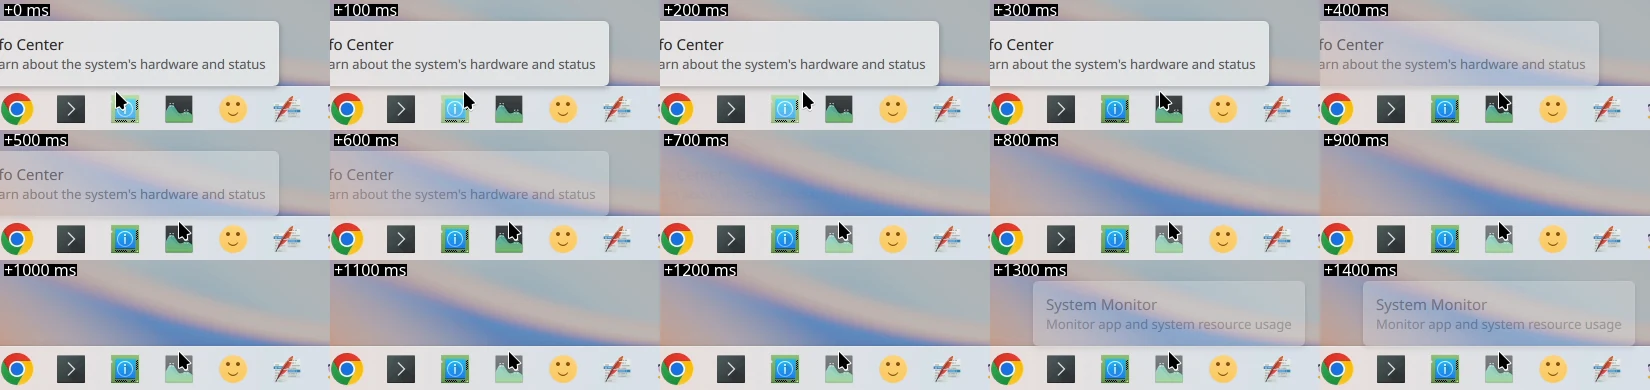 +0 ms
fo Center
arn about the system's hardware and status
+100 ms
fo Center
arn about the system's hardware and status
+200 ms
fo Center
arn about the system's hardware and status
+300 ms
fo Center
arn about the system's hardware and status
+400 ms
fo Center
arn about the system's hardware and status
+500 ms
fo Center
arn about the system's hardware and status
+600 ms
fo Center
arn about the system's hardware and status
+700 ms
+800 ms
+900 ms
+1000 ms
+1100 ms
+1200 ms
+1300 ms
System Monitor
Monitor app and system resource usage
+1400 ms
System Monitor
Monitor app and system resource usage